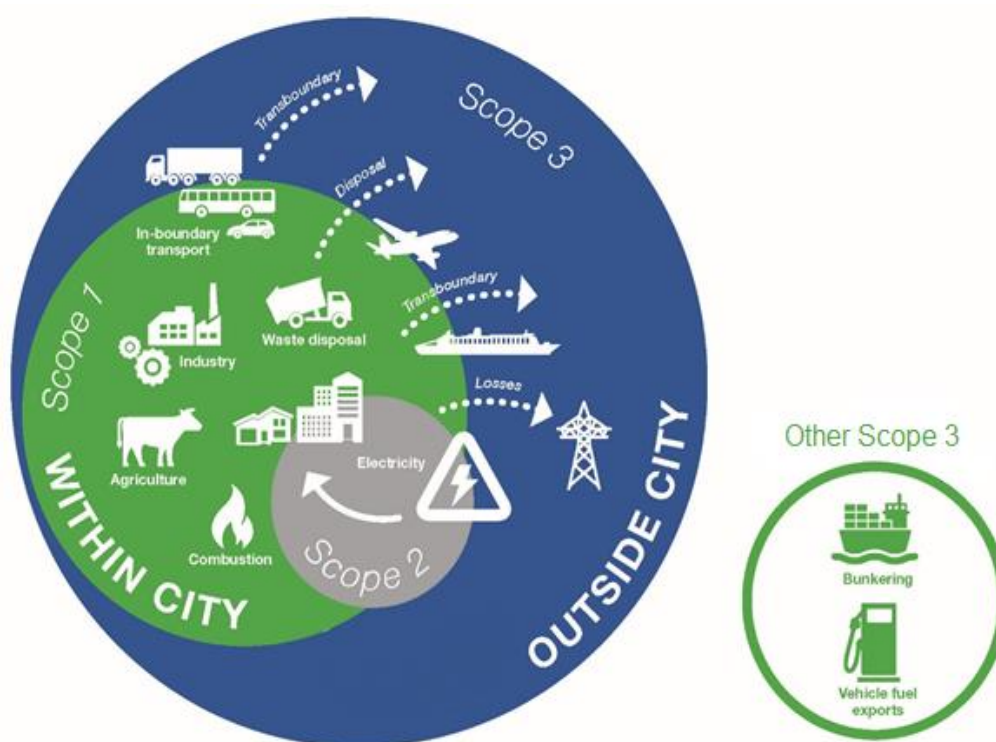 Transboundary
Scope 3
Disposal
In-boundary
transport
Transboundary
Scope 1
Waste disposal
Industry
Losses
Electricity
Agriculture
Combustion
Scope 2
WITHIN CITY
OUTSIDE CITY
Other Scope 3
Bunkering
Vehicle fuel
exports